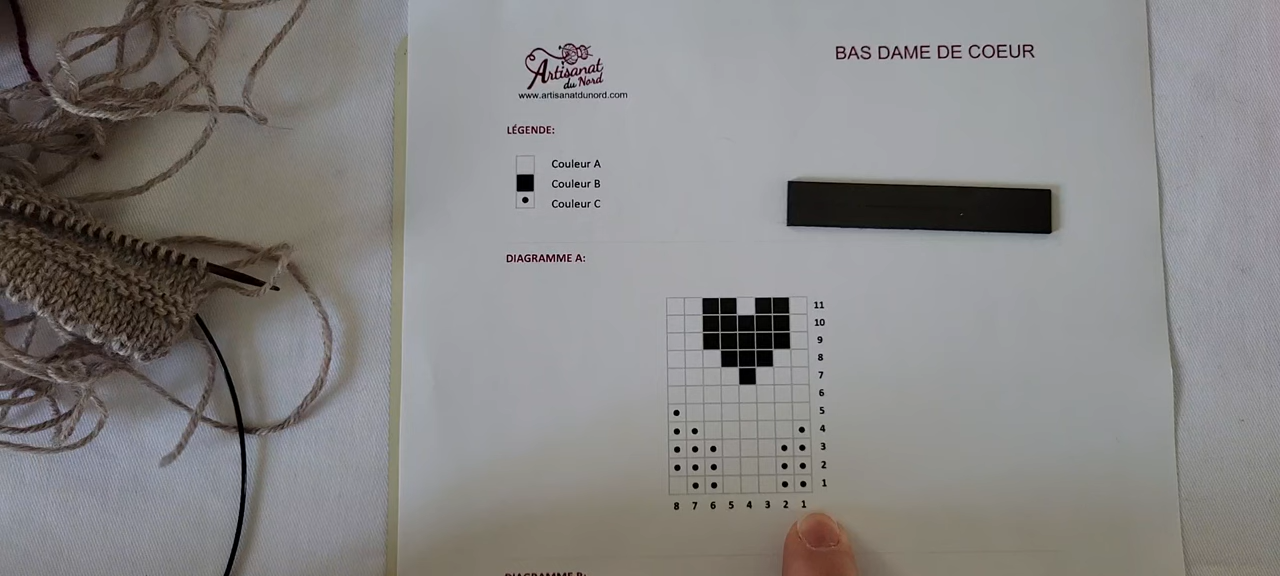 Artisanat
du Nord
www.artisanatdunord.com
BAS DAME DE COEUR
LÉGENDE:
Couleur A
Couleur B
Couleur C
DIAGRAMME A:
11
10
9
8
7
6
5
4
3
2
1
8 7 6 5 4 3 2 1
DIAGRAMME B: